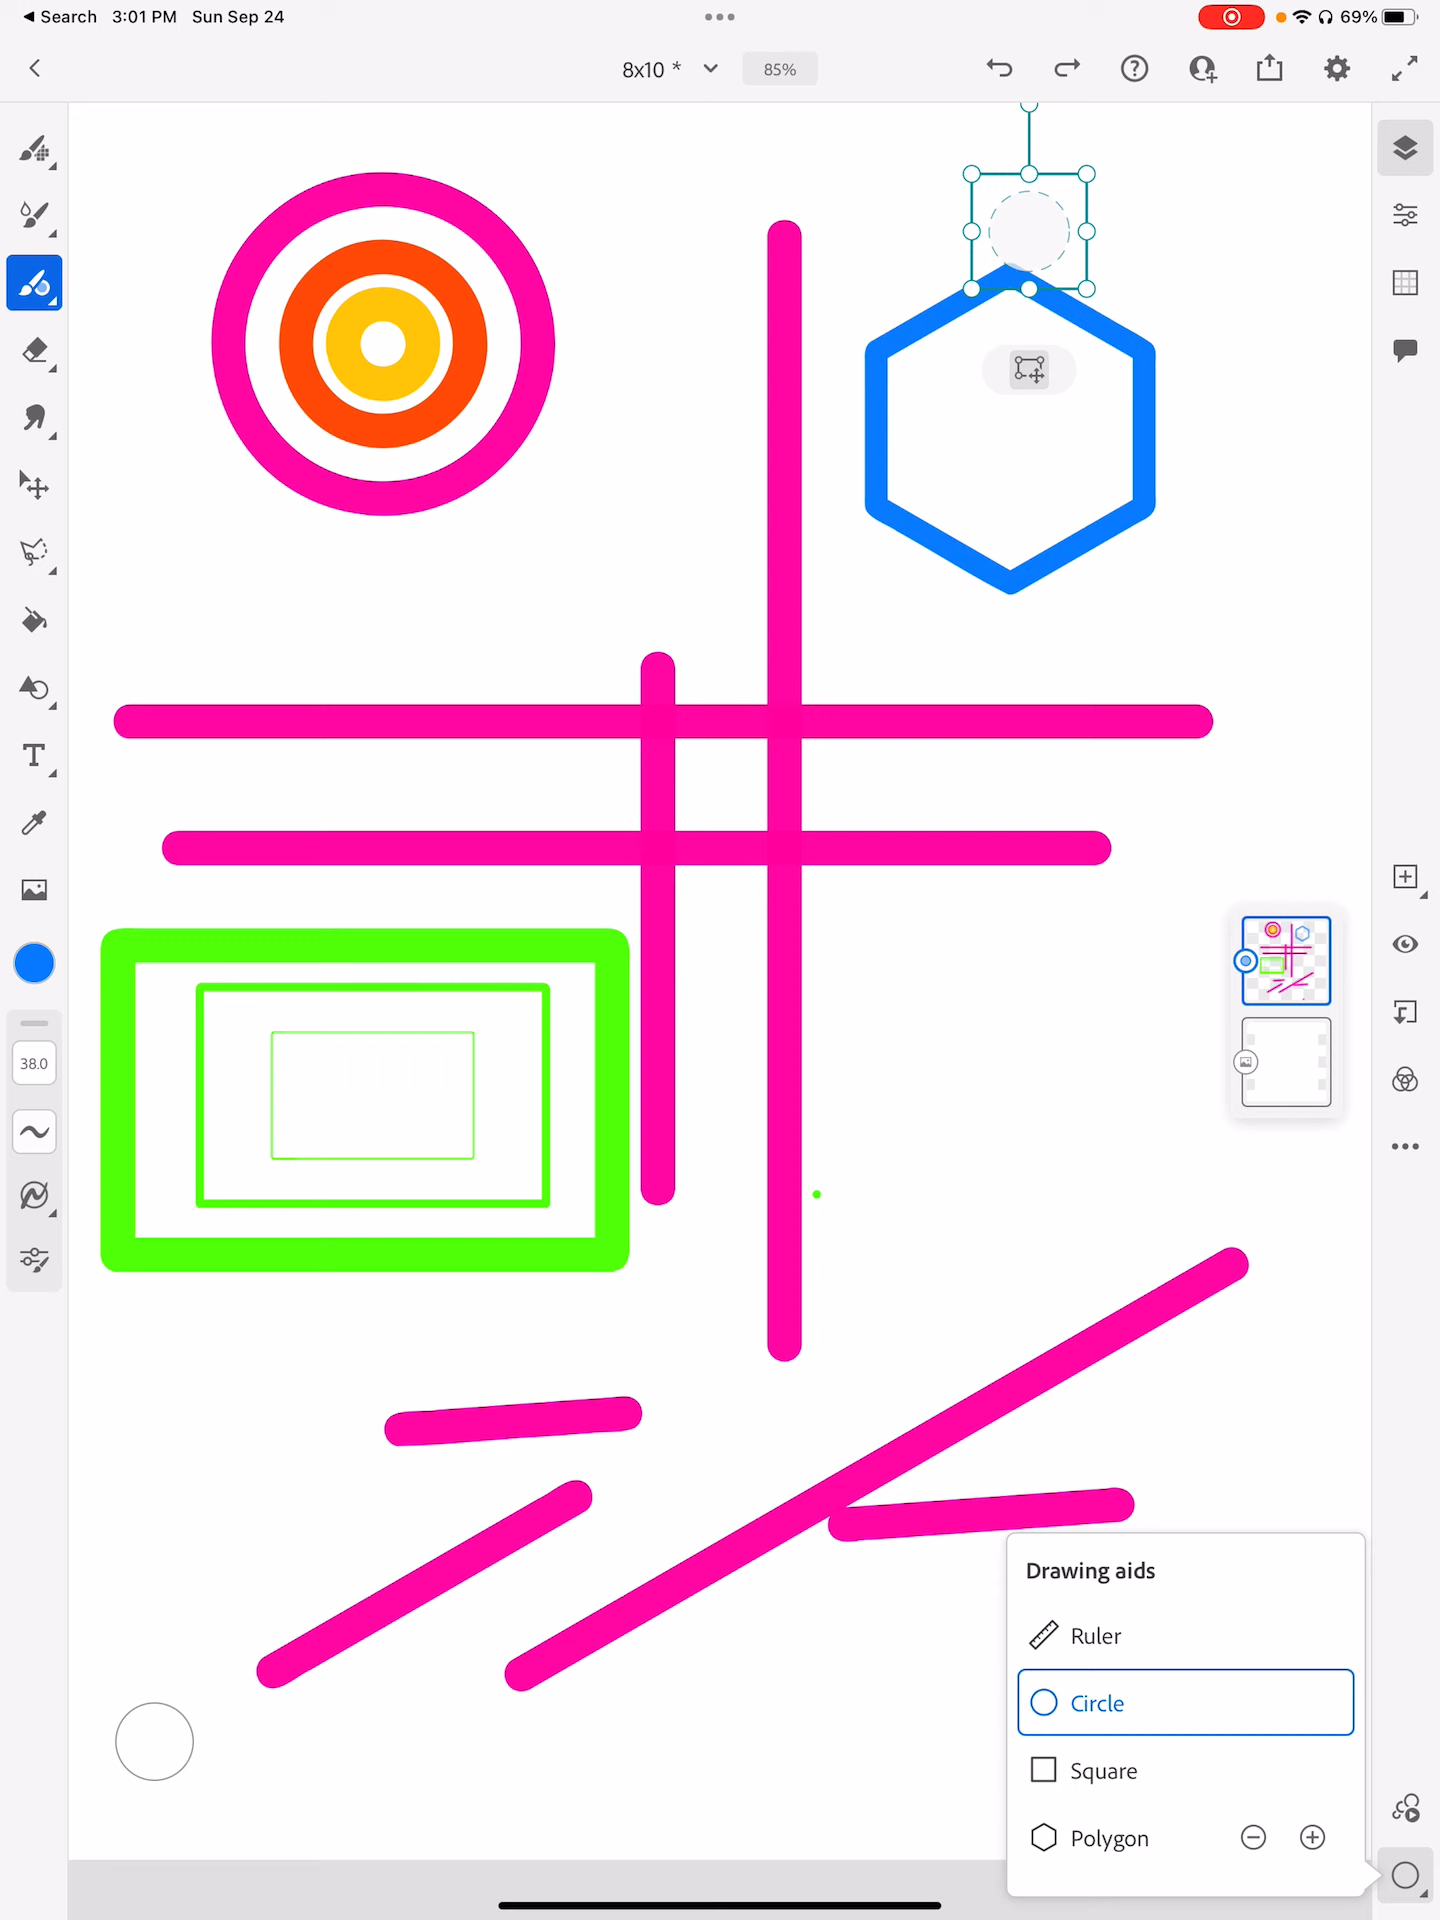 Search 3:01 PM Sun Sep 24
69%
8x10 *
85%
T
38.0
Drawing aids
Ruler
Circle
Square
Polygon